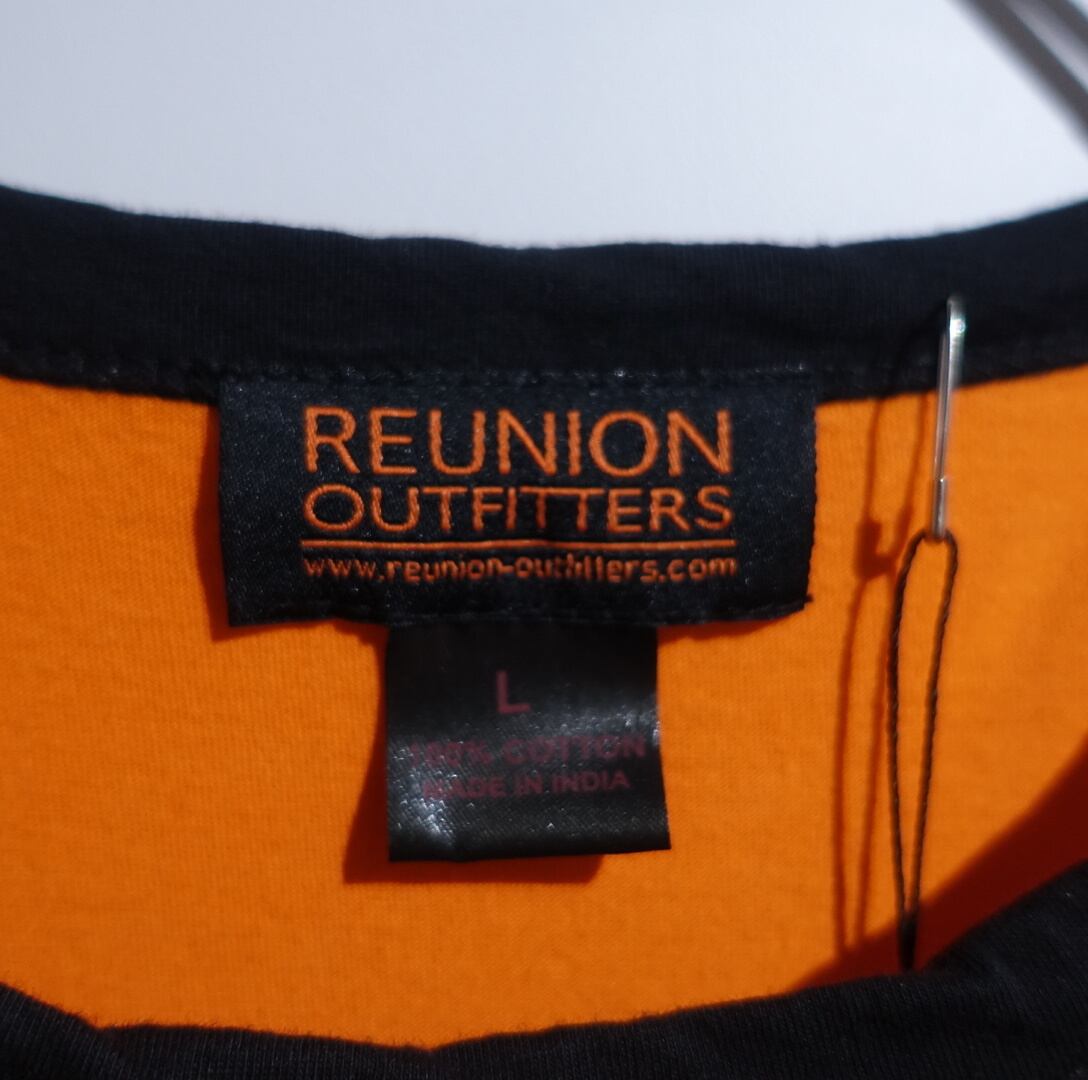 REUNION
OUTFITTERS
www.reunion-outfitters.com
L
100% COTTON
MADE IN INDIA